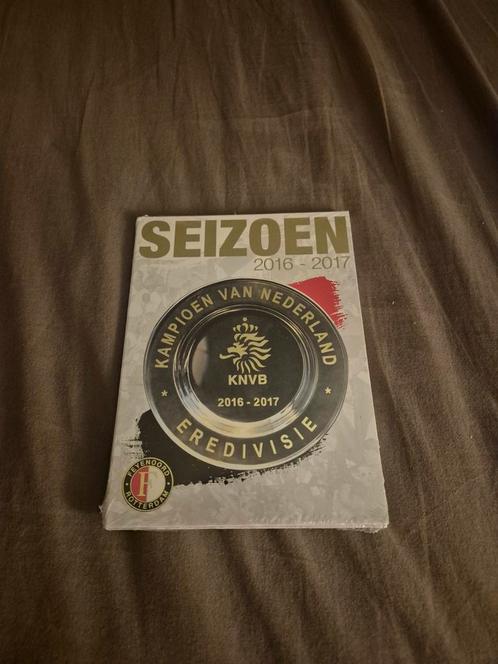 SEIZOEN
2016 - 2017
* KAMPIOEN VAN NEDERLAND *
KNVB
2016 - 2017
EREDIVISIE
FEYENOORD
F
ROTTERDAM